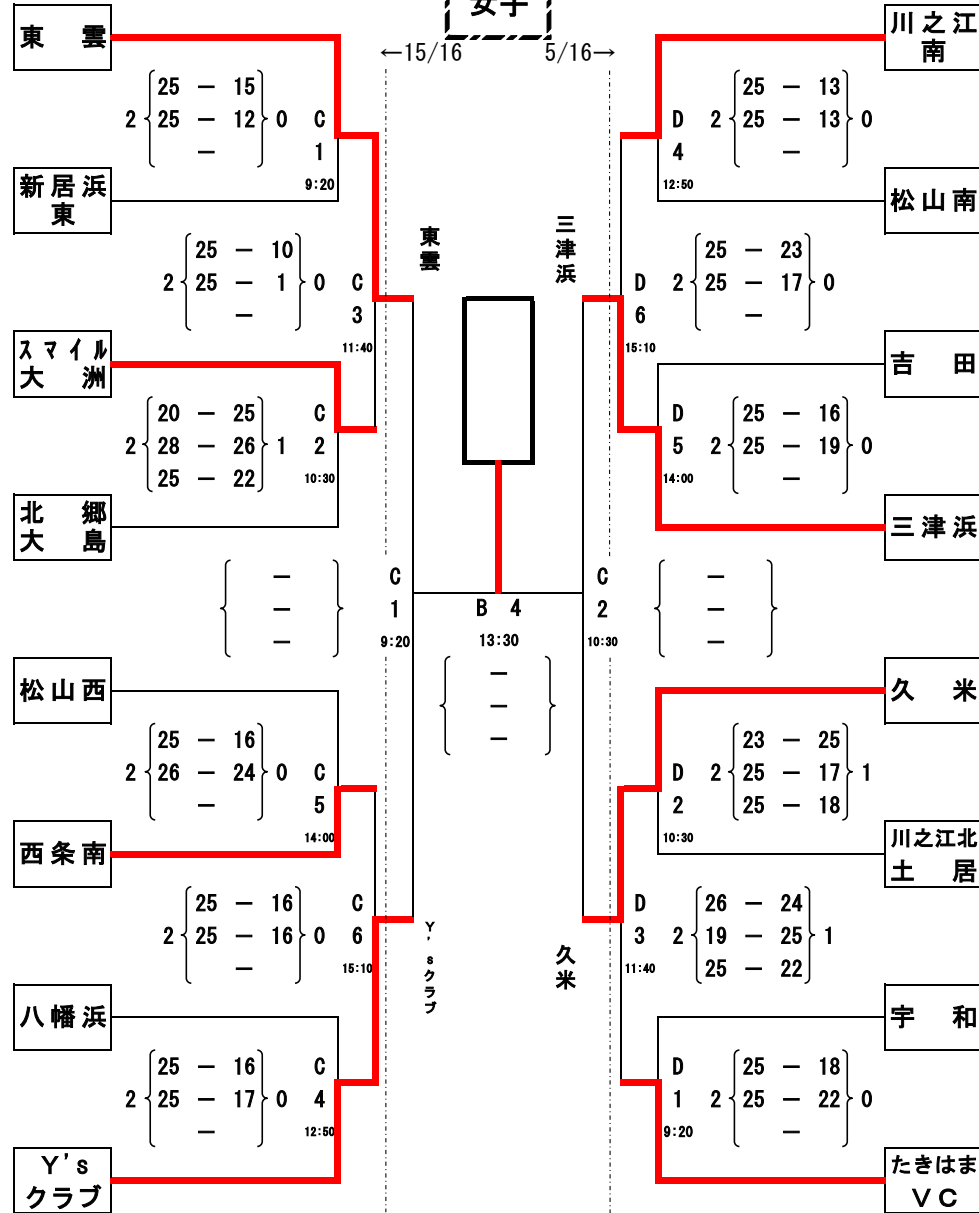 女子
←15/16
5/16→
東　雲
25 － 15
2 25 － 12 0
－
C
1
9:20
新居浜
東
25 － 10
2 25 － 1 0
－
C
3
11:40
スマイル
大　洲
20 － 25
2 28 － 26 1
25 － 22
C
2
10:30
北　郷
大　島
東雲
－
－
－
C
1
9:20
松山西
25 － 16
2 26 － 24 0
－
C
5
14:00
西条南
25 － 16
2 25 － 16 0
－
C
6
15:10
八幡浜
25 － 16
2 25 － 17 0
－
C
4
12:50
Y's
クラブ
Y'sクラブ
B 4
13:30
－
－
－
川之江
南
D
4
12:50
25 － 13
2 25 － 13 0
－
松山南
三津浜
D
6
15:10
25 － 23
2 25 － 17 0
－
吉　田
D
5
14:00
25 － 16
2 25 － 19 0
－
三津浜
C
2
10:30
－
－
－
久　米
D
2
10:30
23 － 25
2 25 － 17 1
25 － 18
川之江北
土　居
久米
D
3
11:40
26 － 24
2 19 － 25 1
25 － 22
宇　和
D
1
9:20
25 － 18
2 25 － 22 0
－
たきはま
ＶＣ